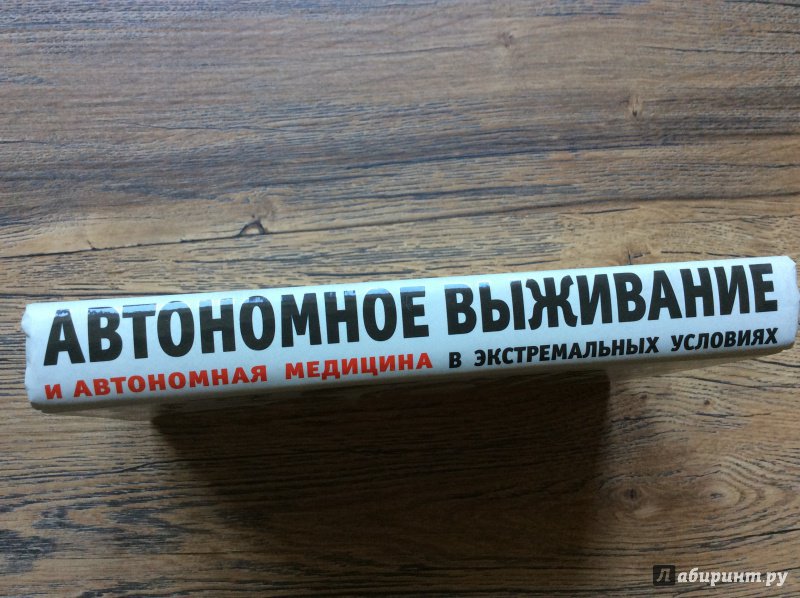 АВТОНОМНОЕ ВЫЖИВАНИЕ
И АВТОНОМНАЯ МЕДИЦИНА В ЭКСТРЕМАЛЬНЫХ УСЛОВИЯХ
Лабиринт.ру